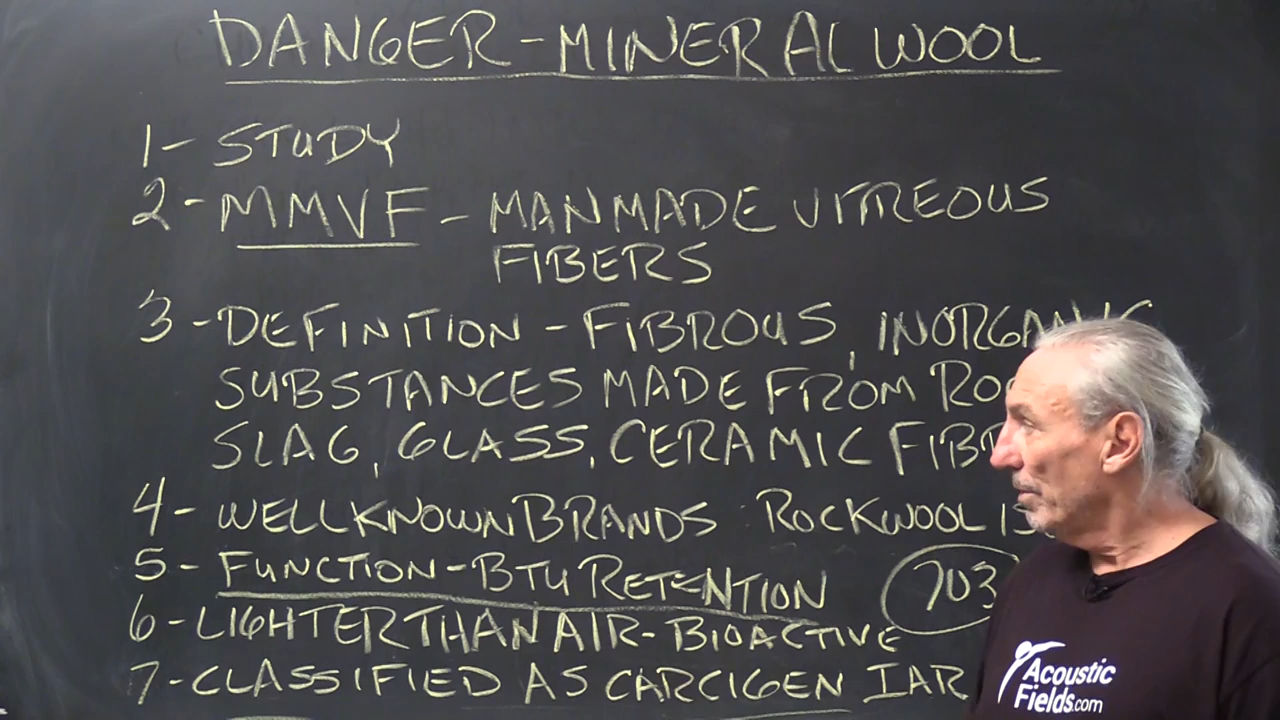 DANGER - MINERAL WOOL
1- STUDY
2- MMVF - MANMADE VITREOUS
FIBERS
3 - DEFINITION - FIBROUS, INORGANIC
SUBSTANCES MADE FROM
SLAG, GLASS, CERAMIC
4- WELL KNOWN BRANDS ROCKWOOL
5- FUNCTION - BTU RETENTION 703
6- LIGHTER THAN AIR - BIOACTIVE
7- CLASSIFIED AS CARCIGEN
Acoustic
Fields.com